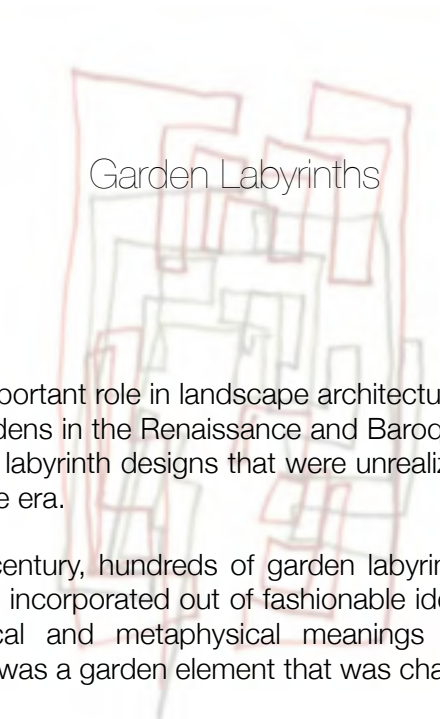 Garden Labyrinths
portant role in landscape architectu
dens in the Renaissance and Baroq
labyrinth designs that were unrealiz
e era.
century, hundreds of garden labyrin
incorporated out of fashionable ide
cal and metaphysical meanings
was a garden element that was cha